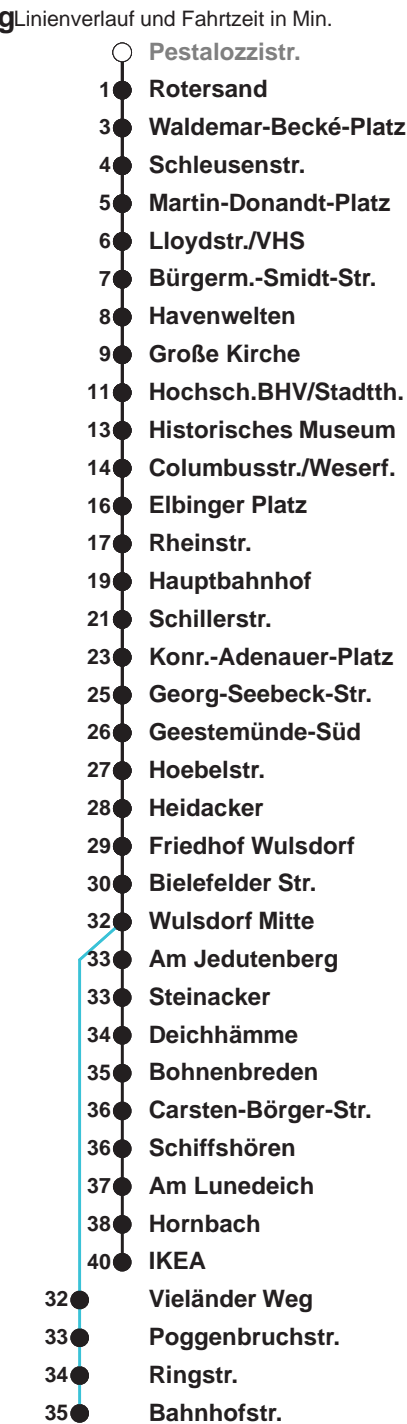 g Linienverlauf und Fahrtzeit in Min.
Pestalozzistr.
1 Rotersand
3 Waldemar-Becké-Platz
4 Schleusenstr.
5 Martin-Donandt-Platz
6 Lloydstr./VHS
7 Bürgerm.-Smidt-Str.
8 Havenwelten
9 Große Kirche
11 Hochsch.BHV/Stadtth.
13 Historisches Museum
14 Columbusstr./Weserf.
16 Elbinger Platz
17 Rheinstr.
19 Hauptbahnhof
21 Schillerstr.
23 Konr.-Adenauer-Platz
25 Georg-Seebeck-Str.
26 Geestemünde-Süd
27 Hoebelstr.
28 Heidacker
29 Friedhof Wulsdorf
30 Bielefelder Str.
32 Wulsdorf Mitte
33 Am Jedutenberg
33 Steinacker
34 Deichhämme
35 Bohnenbreden
36 Carsten-Börger-Str.
36 Schiffshören
37 Am Lunedeich
38 Hornbach
40 IKEA
32 Vieländer Weg
33 Poggenbruchstr.
34 Ringstr.
35 Bahnhofstr.